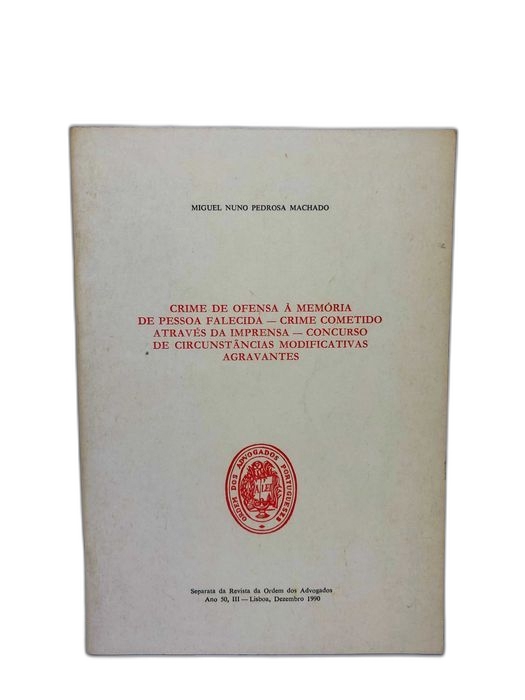 MIGUEL NUNO PEDROSA MACHADO
CRIME DE OFENSA À MEMÓRIA
DE PESSOA FALECIDA — CRIME COMETIDO
ATRAVÉS DA IMPRENSA — CONCURSO
DE CIRCUNSTÂNCIAS MODIFICATIVAS
AGRAVANTES
ORDEM DOS ADVOGADOS PORTUGUESES
LEI
Separata da Revista da Ordem dos Advogados
Ano 50, III — Lisboa, Dezembro 1990